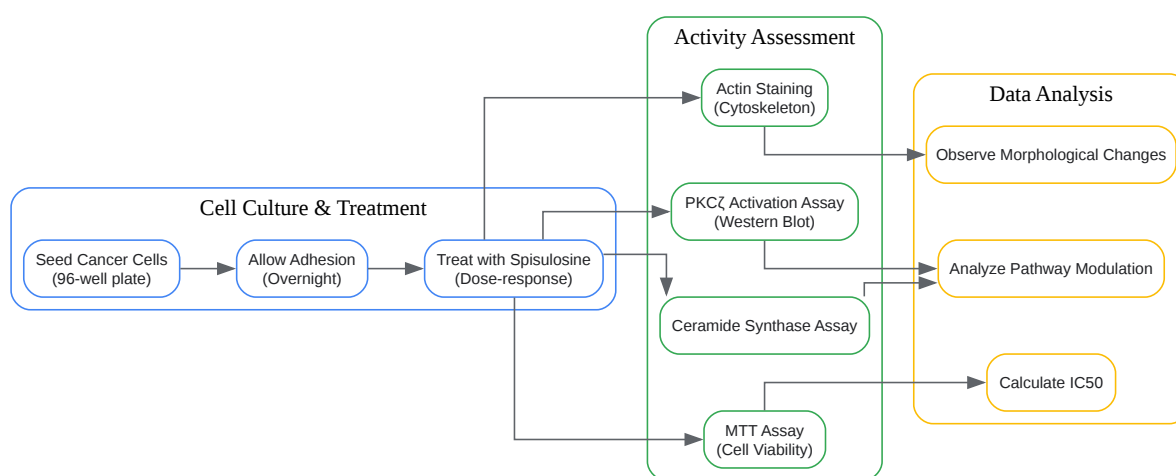 Cell Culture & Treatment
Seed Cancer Cells
(96-well plate)
Allow Adhesion
(Overnight)
Treat with Spisulosine
(Dose-response)
Activity Assessment
Actin Staining
(Cytoskeleton)
PKCζ Activation Assay
(Western Blot)
Ceramide Synthase Assay
MTT Assay
(Cell Viability)
Data Analysis
Observe Morphological Changes
Analyze Pathway Modulation
Calculate IC50